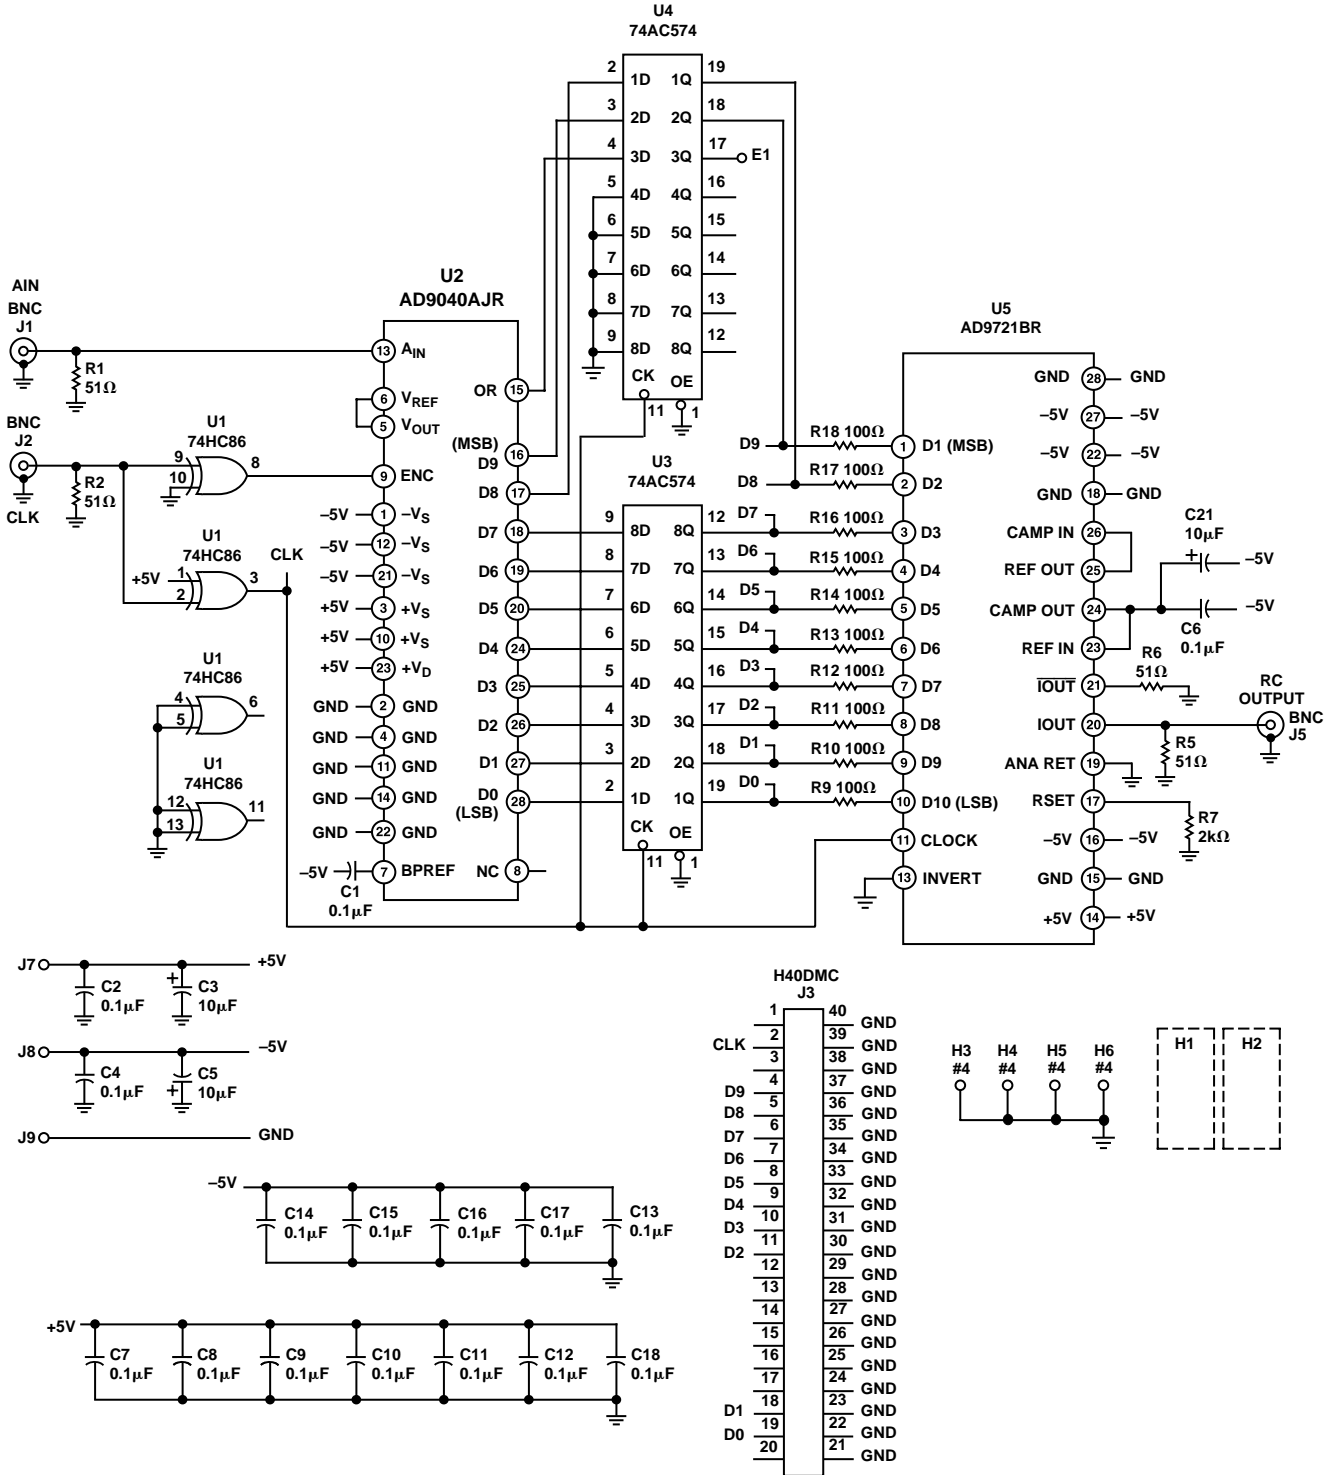 U4
74AC574
2 1D 1Q 19
3 2D 2Q 18
4 3D 3Q 17 E1
5 4D 4Q 16
6 5D 5Q 15
7 6D 6Q 14
8 7D 7Q 13
9 8D 8Q 12
CK OE
11 1
AIN
BNC
J1
R1
51Ω
BNC
J2
CLK
R2
51Ω
U1
74HC86
9
10
8
U1
74HC86
+5V 1
2
3
CLK
U1
74HC86
4
5
6
U1
74HC86
12
13
11
U2
AD9040AJR
13 AIN
6 VREF
5 VOUT
9 ENC
–5V 1 –VS
–5V 12 –VS
–5V 21 –VS
+5V 3 +VS
+5V 10 +VS
+5V 23 +VD
GND 2 GND
GND 4 GND
GND 11 GND
GND 14 GND
GND 22 GND
–5V 7 BPREF
C1
0.1μF
OR 15
(MSB)
D9 16
D8 17
D7 18
D6 19
D5 20
D4 24
D3 25
D2 26
D1 27
D0 28
(LSB)
NC 8
U3
74AC574
9 8D 8Q 12 D7
8 7D 7Q 13 D6
7 6D 6Q 14 D5
6 5D 5Q 15 D4
5 4D 4Q 16 D3
4 3D 3Q 17 D2
3 2D 2Q 18 D1
2 1D 1Q 19 D0
CK OE
11 1
D9 R18 100Ω
D8 R17 100Ω
R16 100Ω
R15 100Ω
R14 100Ω
R13 100Ω
R12 100Ω
R11 100Ω
R10 100Ω
R9 100Ω
U5
AD9721BR
1 D1 (MSB)
2 D2
3 D3
4 D4
5 D5
6 D6
7 D7
8 D8
9 D9
10 D10 (LSB)
11 CLOCK
13 INVERT
GND 28 GND
–5V 27 –5V
–5V 22 –5V
GND 18 GND
CAMP IN 26
REF OUT 25
CAMP OUT 24
REF IN 23
IOUT 21
IOUT 20
ANA RET 19
RSET 17
–5V 16 –5V
GND 15 GND
+5V 14 +5V
C21
10μF
+
–5V
–5V
C6
0.1μF
R6
51Ω
RC
OUTPUT
BNC
J5
R5
51Ω
R7
2kΩ
J7 +5V
C2
0.1μF
+ C3
10μF
J8 –5V
C4
0.1μF
+ C5
10μF
J9 GND
–5V
C14
0.1μF
C15
0.1μF
C16
0.1μF
C17
0.1μF
C13
0.1μF
+5V
C7
0.1μF
C8
0.1μF
C9
0.1μF
C10
0.1μF
C11
0.1μF
C12
0.1μF
C18
0.1μF
H40DMC
J3
1 40 GND
CLK 2 39 GND
3 38 GND
D9 4 37 GND
D8 5 36 GND
D7 6 35 GND
D6 7 34 GND
D5 8 33 GND
D4 9 32 GND
D3 10 31 GND
D2 11 30 GND
12 29 GND
13 28 GND
14 27 GND
15 26 GND
16 25 GND
17 24 GND
D1 18 23 GND
D0 19 22 GND
20 21 GND
H3
#4
H4
#4
H5
#4
H6
#4
H1
H2